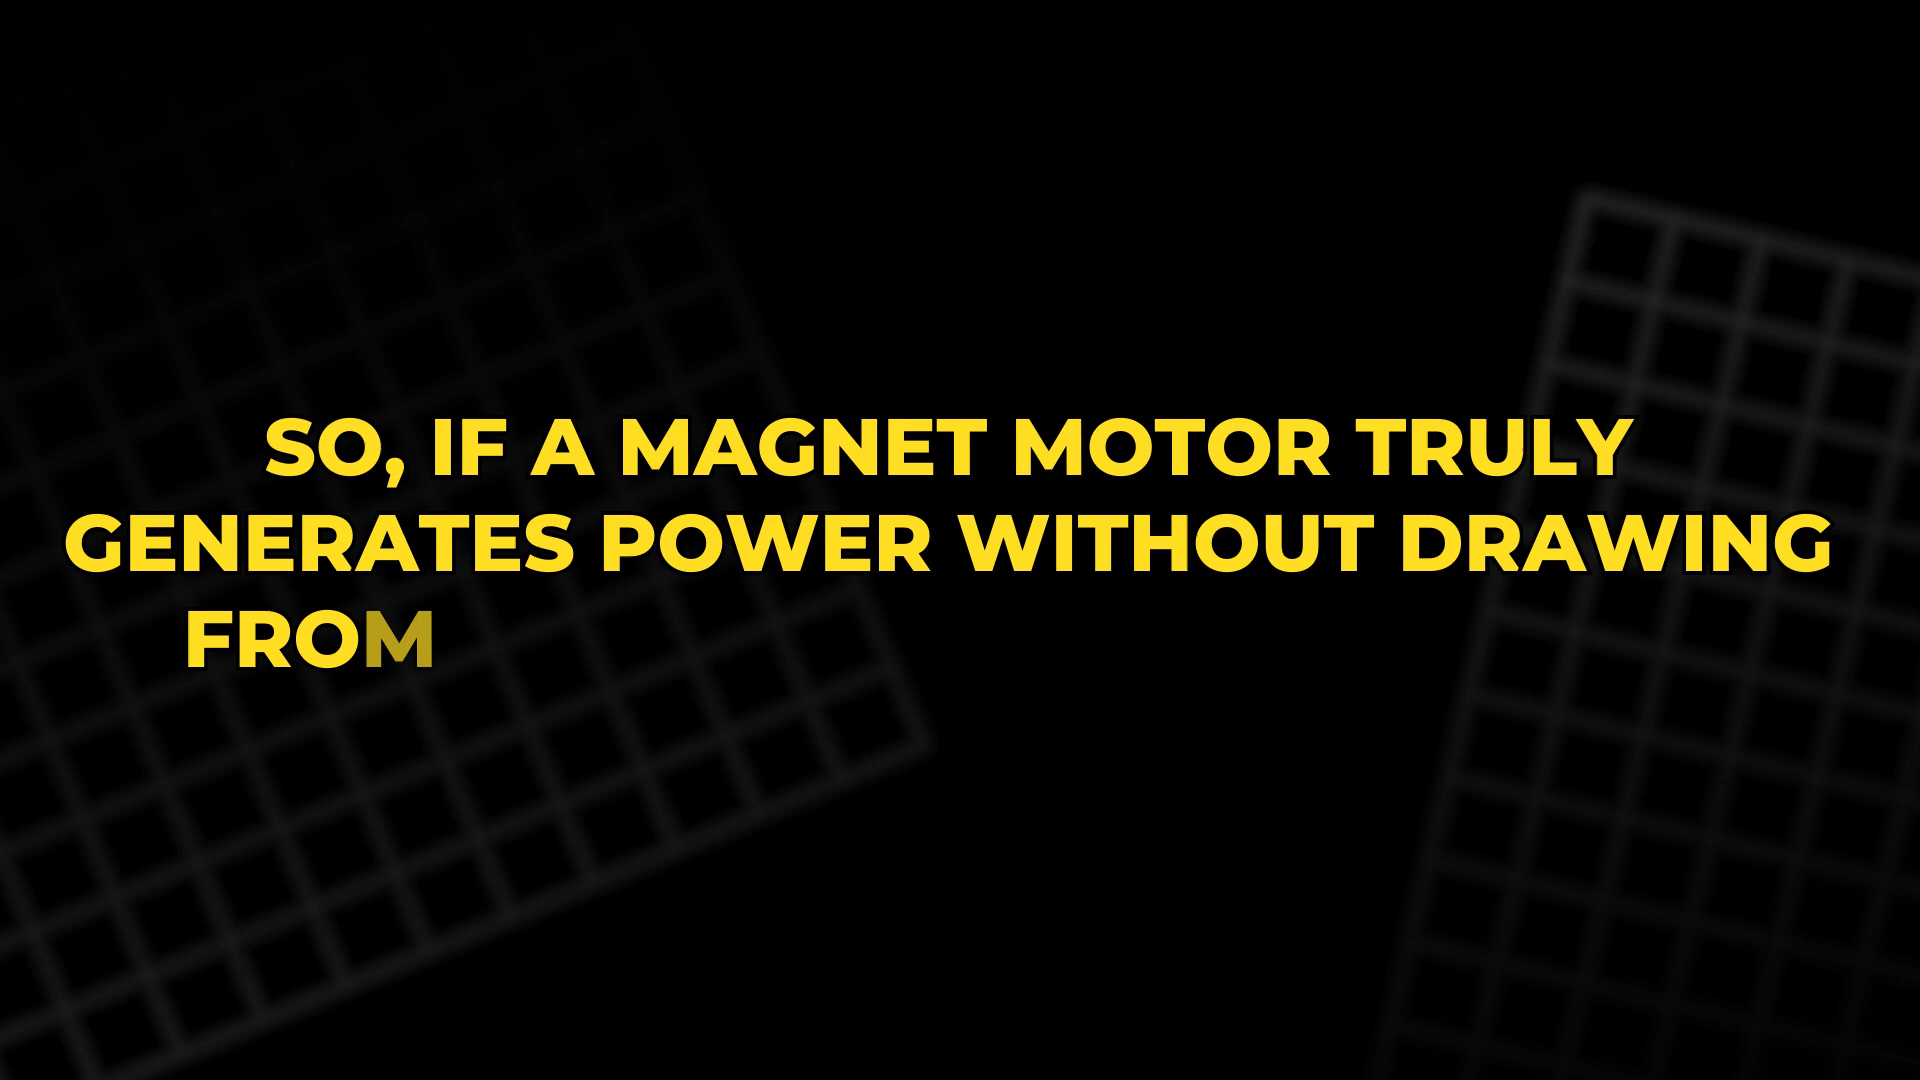 SO, IF A MAGNET MOTOR TRULY
GENERATES POWER WITHOUT DRAWING
FROM